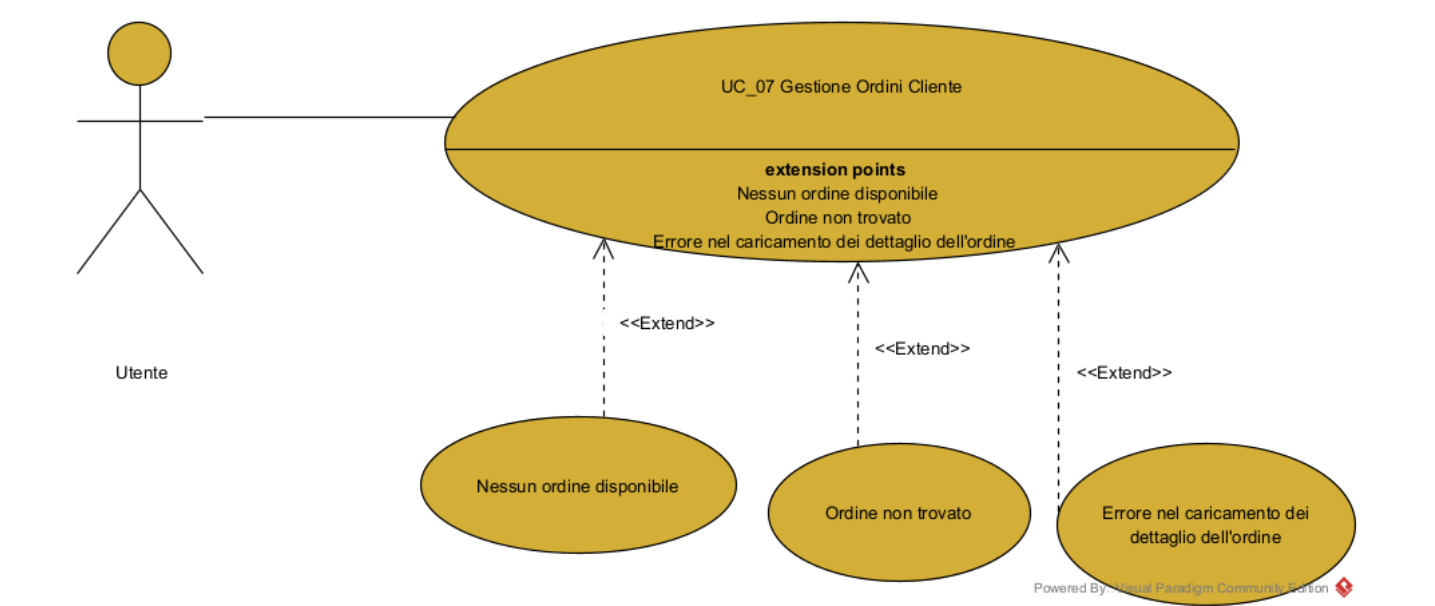 UC_07 Gestione Ordini Cliente
extension points
Nessun ordine disponibile
Ordine non trovato
Errore nel caricamento dei dettaglio dell'ordine
<<Extend>>
<<Extend>>
<<Extend>>
Utente
Nessun ordine disponibile
Ordine non trovato
Errore nel caricamento dei
dettaglio dell'ordine
Powered By: Visual Paradigm Community Edition